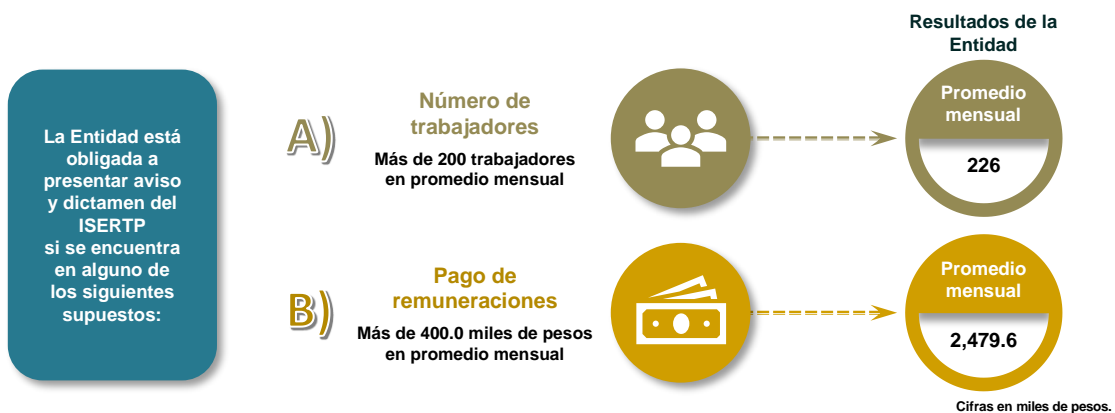 La Entidad está
obligada a
presentar aviso
y dictamen del
ISERTP
si se encuentra
en alguno de
los siguientes
supuestos:
A)
Número de
trabajadores
Más de 200 trabajadores
en promedio mensual
Resultados de la
Entidad
Promedio
mensual
226
B)
Pago de
remuneraciones
Más de 400.0 miles de pesos
en promedio mensual
Promedio
mensual
2,479.6
Cifras en miles de pesos.